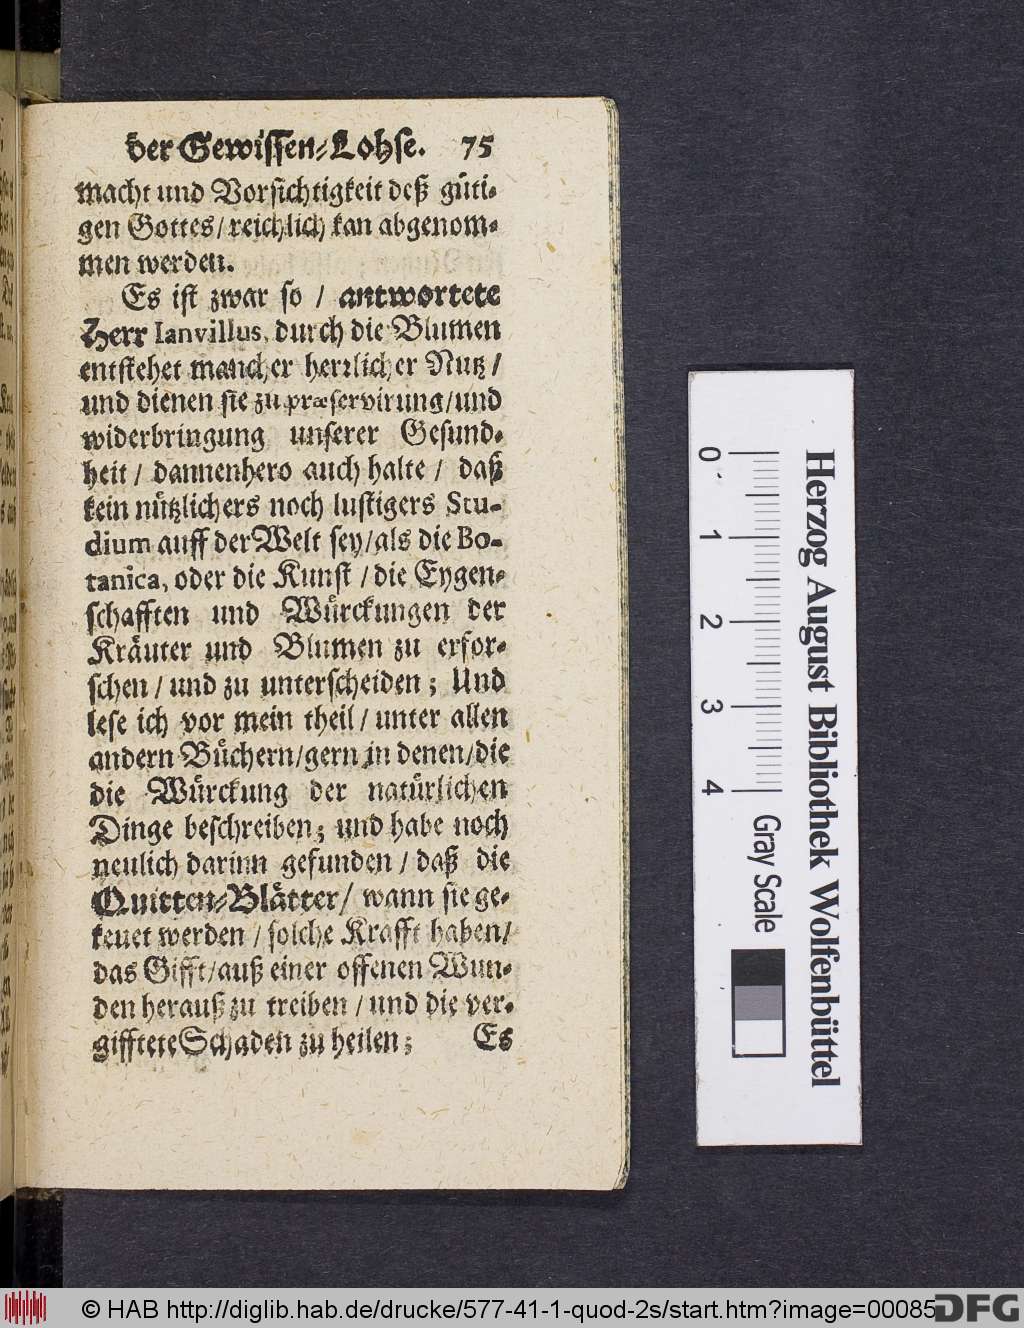 der Gewissen-Lohse. 75
macht und Vorsichtigkeit deß gůti-
gen Gottes/ reichlich kan abgenom-
men werden.
Es ist zwar so / antwortete
Herr Ianvillus, durch die Blumen
entstehet mancher herrlicher Nutz /
und dienen sie zu præservirung/und
widerbringung unserer Gesund-
heit / dannenhero auch halte / daß
kein nůtzlichers noch lustigers Stu-
dium auff der Welt sey/als die Bo-
tanica, oder die Kunst / die Eygen-
schafften und Würckungen der
Kräuter und Blumen zu erfor-
schen / und zu unterscheiden ; Und
lese ich vor mein theil / unter allen
andern Bůchern/gern in denen/die
die Würckung der natürlichen
Dinge beschreiben; und habe noch
neulich darinn gefunden / daß die
Quitten-Blätter/ wann sie ge-
keuet werden / solche Krafft haben/
das Gifft/auß einer offenen Wun-
den herauß zu treiben / und die ver-
gifftete Schaden zu heilen ; Es
0 1 2 3 4
Gray Scale
Herzog August Bibliothek Wolfenbüttel
© HAB http://diglib.hab.de/drucke/577-41-1-quod-2s/start.htm?image=00085
DFG